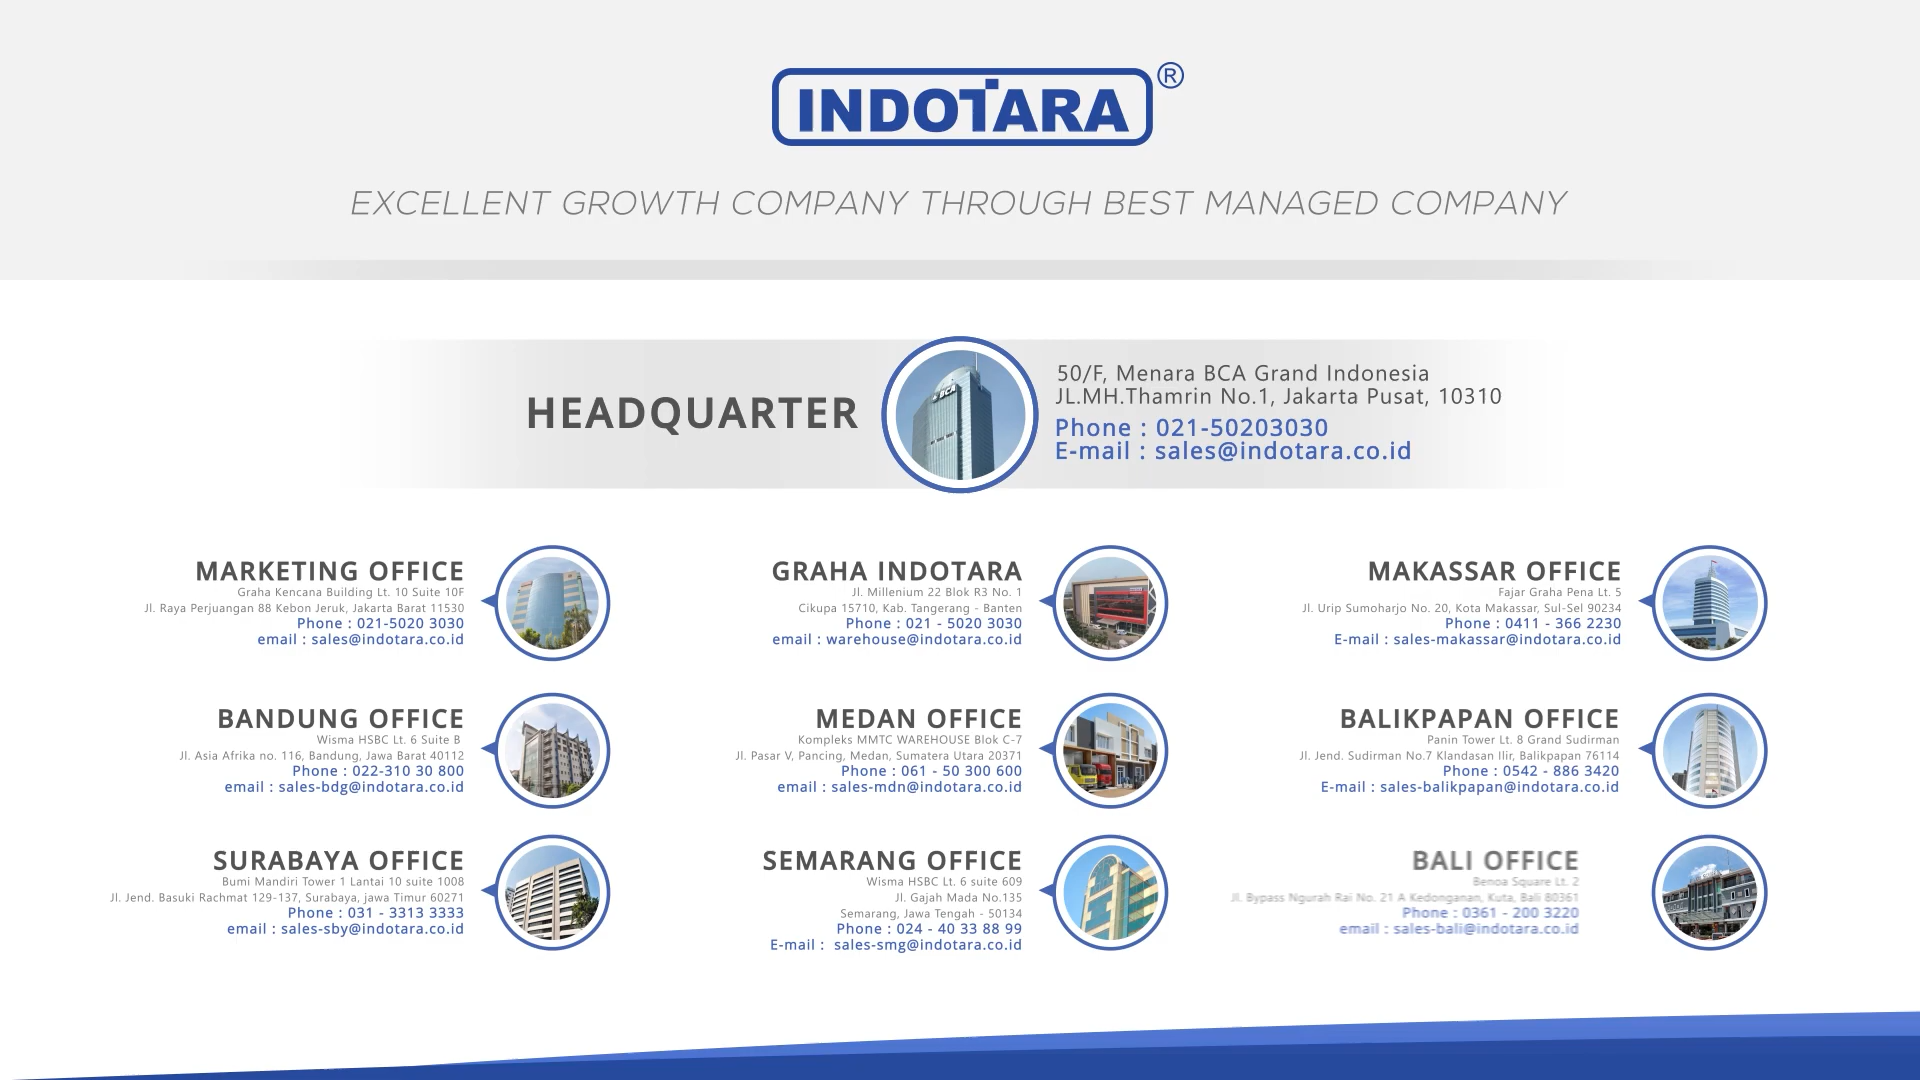 INDOTARA®
EXCELLENT GROWTH COMPANY THROUGH BEST MANAGED COMPANY
HEADQUARTER
BCA
50/F, Menara BCA Grand Indonesia
JL.MH.Thamrin No.1, Jakarta Pusat, 10310
Phone : 021-50203030
E-mail : sales@indotara.co.id
MARKETING OFFICE
Graha Kencana Building Lt. 10 Suite 10F
Jl. Raya Perjuangan 88 Kebon Jeruk, Jakarta Barat 11530
Phone : 021-5020 3030
email : sales@indotara.co.id
GRAHA INDOTARA
Jl. Millenium 22 Blok R3 No. 1
Cikupa 15710, Kab. Tangerang - Banten
Phone : 021 - 5020 3030
email : warehouse@indotara.co.id
MAKASSAR OFFICE
Fajar Graha Pena Lt. 5
Jl. Urip Sumoharjo No. 20, Kota Makassar, Sul-Sel 90234
Phone : 0411 - 366 2230
E-mail : sales-makassar@indotara.co.id
BANDUNG OFFICE
Wisma HSBC Lt. 6 Suite B
Jl. Asia Afrika no. 116, Bandung, Jawa Barat 40112
Phone : 022-310 30 800
email : sales-bdg@indotara.co.id
MEDAN OFFICE
Kompleks MMTC WAREHOUSE Blok C-7
Jl. Pasar V, Pancing, Medan, Sumatera Utara 20371
Phone : 061 - 50 300 600
email : sales-mdn@indotara.co.id
BALIKPAPAN OFFICE
Panin Tower Lt. 8 Grand Sudirman
Jl. Jend. Sudirman No.7 Klandasan Ilir, Balikpapan 76114
Phone : 0542 - 886 3420
E-mail : sales-balikpapan@indotara.co.id
SURABAYA OFFICE
Bumi Mandiri Tower 1 Lantai 10 suite 1008
Jl. Jend. Basuki Rachmat 129-137, Surabaya, jawa Timur 60271
Phone : 031 - 3313 3333
email : sales-sby@indotara.co.id
SEMARANG OFFICE
Wisma HSBC Lt. 6 suite 609
Jl. Gajah Mada No.135
Semarang, Jawa Tengah - 50134
Phone : 024 - 40 33 88 99
E-mail : sales-smg@indotara.co.id
BALI OFFICE
Benoa Square Lt. 2
Jl. Bypass Ngurah Rai No. 21 A Kedonganan, Kuta, Bali 80361
Phone : 0361 - 200 3220
email : sales-bali@indotara.co.id